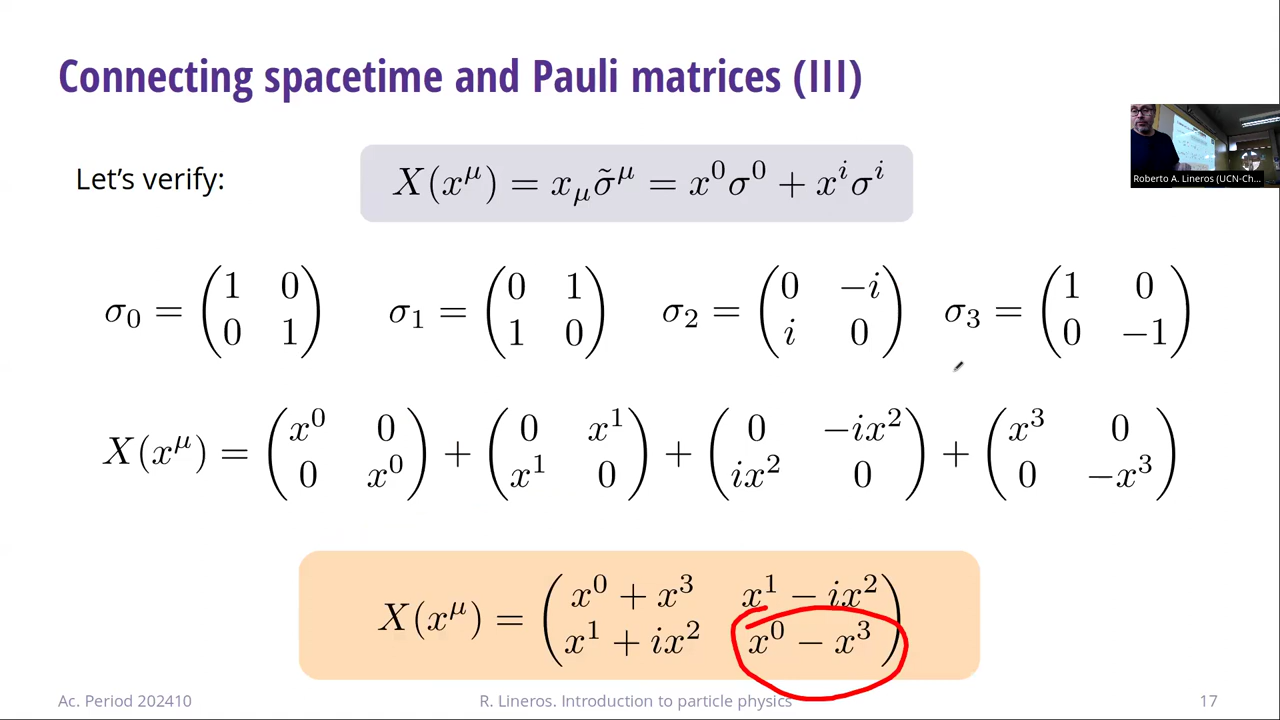 Connecting spacetime and Pauli matrices (III)
Let's verify: X(x^μ) = x_μ σ̃^μ = x^0 σ^0 + x^i σ^i
Roberto A. Lineros (UCN-Ch...
σ_0 = (1 0; 0 1) σ_1 = (0 1; 1 0) σ_2 = (0 −i; i 0) σ_3 = (1 0; 0 −1)
X(x^μ) = (x^0 0; 0 x^0) + (0 x^1; x^1 0) + (0 −ix^2; ix^2 0) + (x^3 0; 0 −x^3)
X(x^μ) = (x^0 + x^3 x^1 − ix^2; x^1 + ix^2 x^0 − x^3)
Ac. Period 202410 R. Lineros. Introduction to particle physics 17